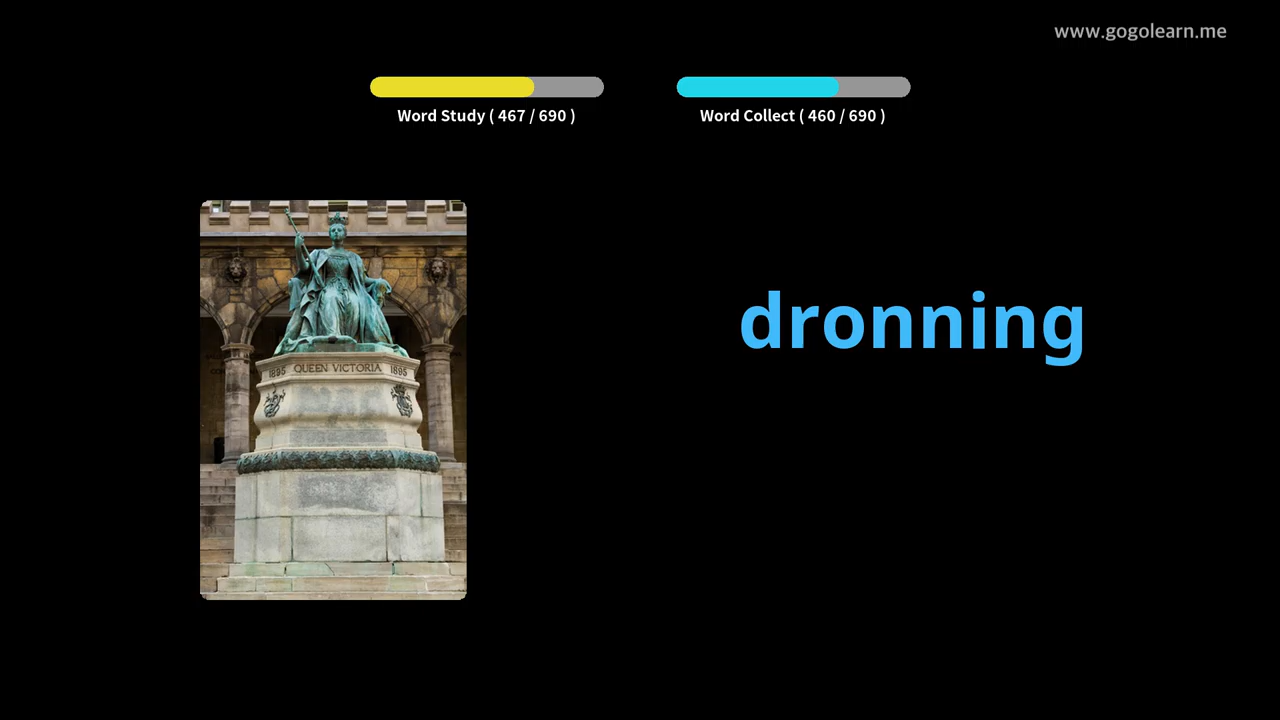 www.gogolearn.me
Word Study ( 467 / 690 )
Word Collect ( 460 / 690 )
dronning
1895 QUEEN VICTORIA 1895